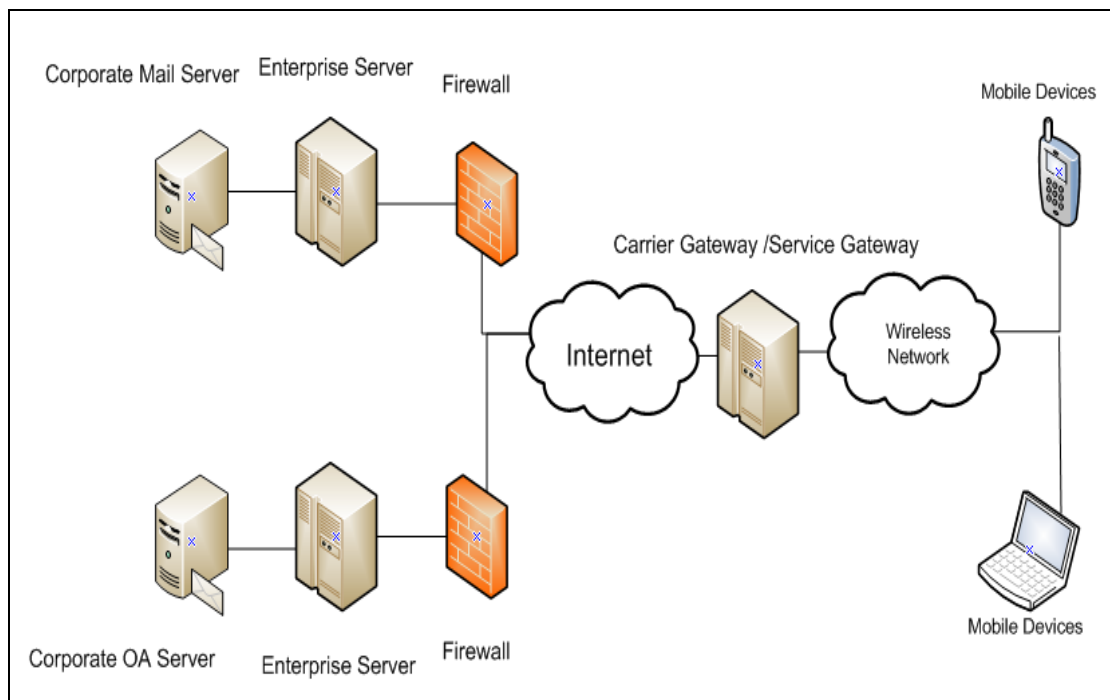 Corporate Mail Server
Enterprise Server
Firewall
Mobile Devices
Carrier Gateway /Service Gateway
Internet
Wireless
Network
Corporate OA Server
Enterprise Server
Firewall
Mobile Devices